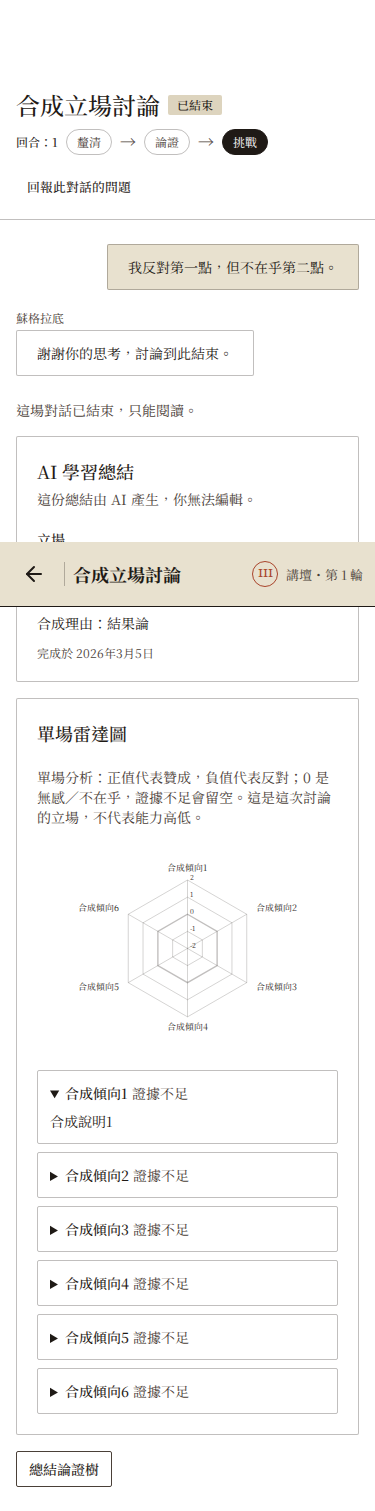 合成立場討論 已結束
回合：1 釐清 → 論證 → 挑戰
回報此對話的問題
我反對第一點，但不在乎第二點。
蘇格拉底
謝謝你的思考，討論到此結束。
這場對話已結束，只能閱讀。
AI 學習總結
這份總結由 AI 產生，你無法編輯。
立場
← 合成立場討論 III 講壇・第 1 輪
合成理由：結果論
完成於 2026年3月5日
單場雷達圖
單場分析：正值代表贊成，負值代表反對；0 是
無感／不在乎，證據不足會留空。這是這次討論
的立場，不代表能力高低。
合成傾向1
2
合成傾向6 1 合成傾向2
0
-1
-2
合成傾向5 合成傾向3
合成傾向4
▼ 合成傾向1 證據不足
合成說明1
▶ 合成傾向2 證據不足
▶ 合成傾向3 證據不足
▶ 合成傾向4 證據不足
▶ 合成傾向5 證據不足
▶ 合成傾向6 證據不足
總結論證樹